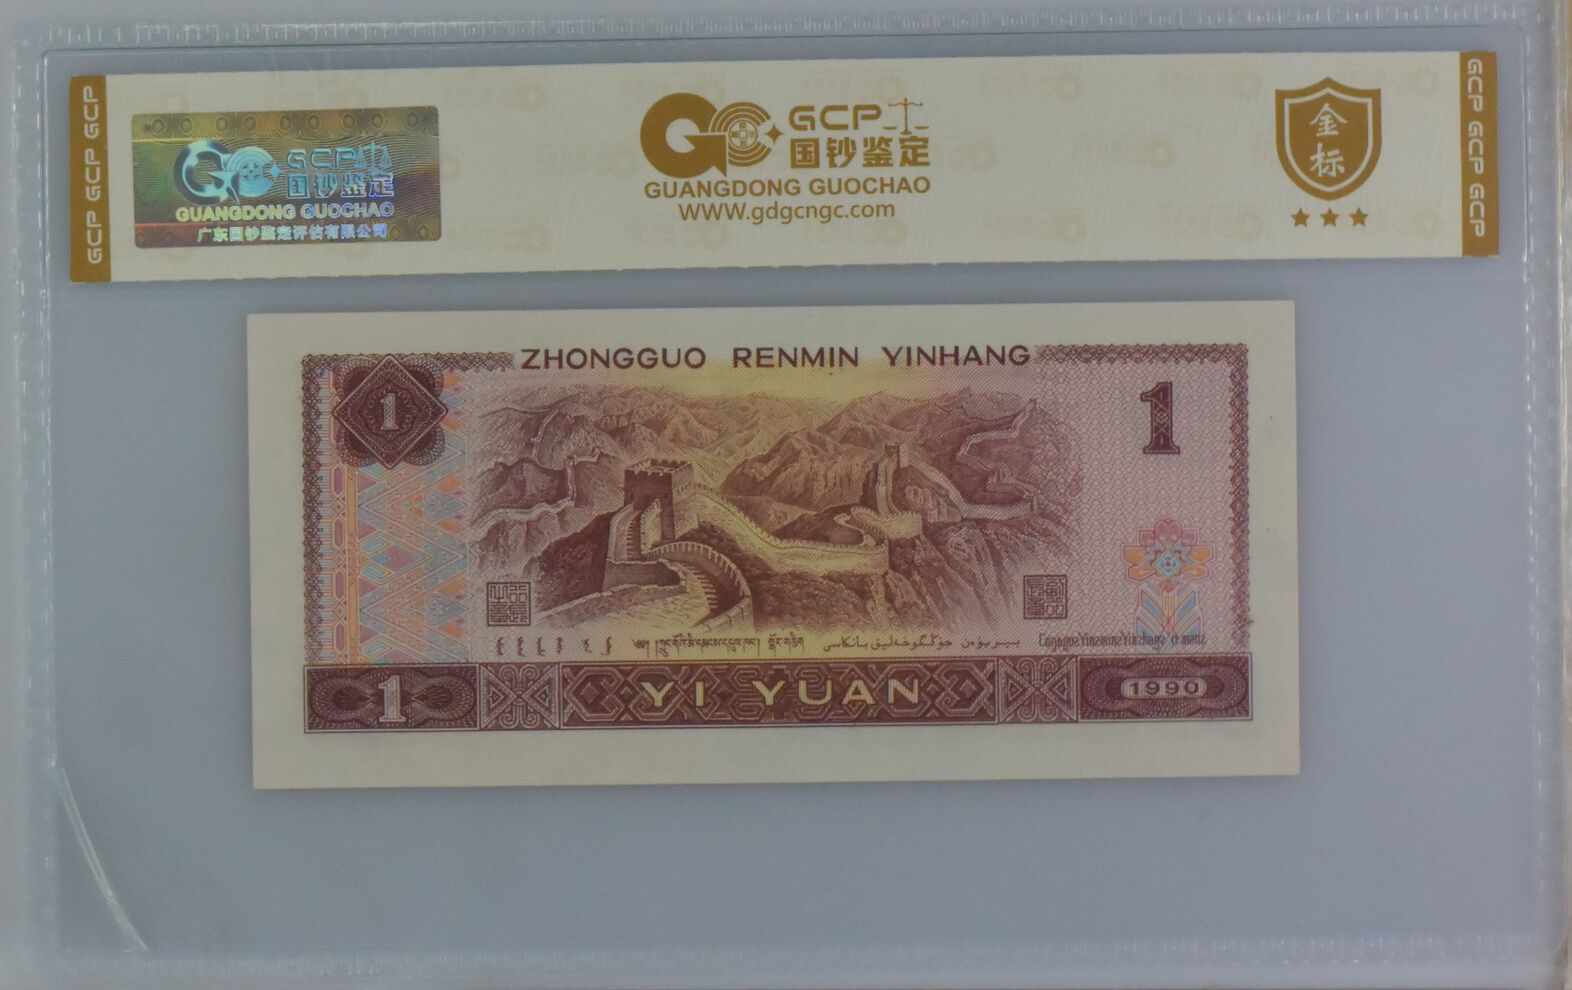 GCP GCP GCP
GCP
国钞鉴定
GUANGDONG GUOCHAO
广东国钞鉴定评估有限公司
GCP
国钞鉴定
GUANGDONG GUOCHAO
WWW.gdgcngc.com
金标
GCP GCP GCP
ZHONGGUO RENMIN YINHANG
1
1
1
YI YUAN
1990